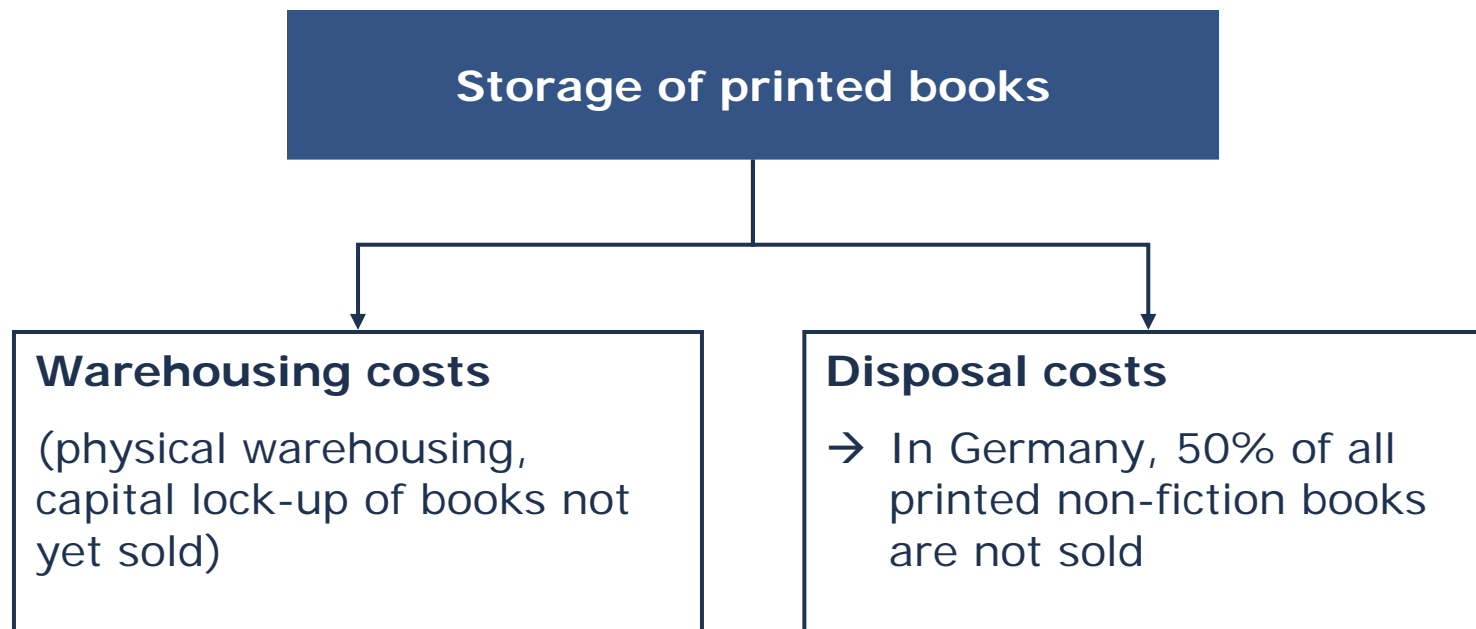 Storage of printed books
Warehousing costs
(physical warehousing,
capital lock-up of books not
yet sold)
Disposal costs
→ In Germany, 50% of all
printed non-fiction books
are not sold